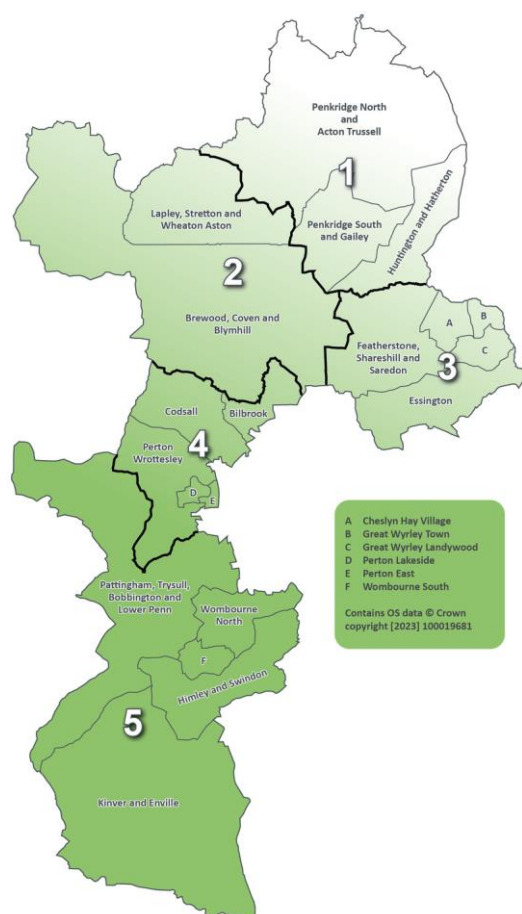 Penkridge North
and
Acton Trussell
1
Huntington and Hatherton
Penkridge South
and Gailey
Lapley, Stretton and
Wheaton Aston
2
Brewood, Coven and
Blymhill
A
B
C
Featherstone,
Shareshill and
Saredon
3
Essington
Codsall
Bilbrook
4
Perton
Wrottesley
D
E
Pattingham, Trysull,
Bobbington and
Lower Penn
Wombourne
North
F
Himley and Swindon
5
Kinver and Enville
A Cheslyn Hay Village
B Great Wyrley Town
C Great Wyrley Landywood
D Perton Lakeside
E Perton East
F Wombourne South
Contains OS data © Crown
copyright [2023] 100019681